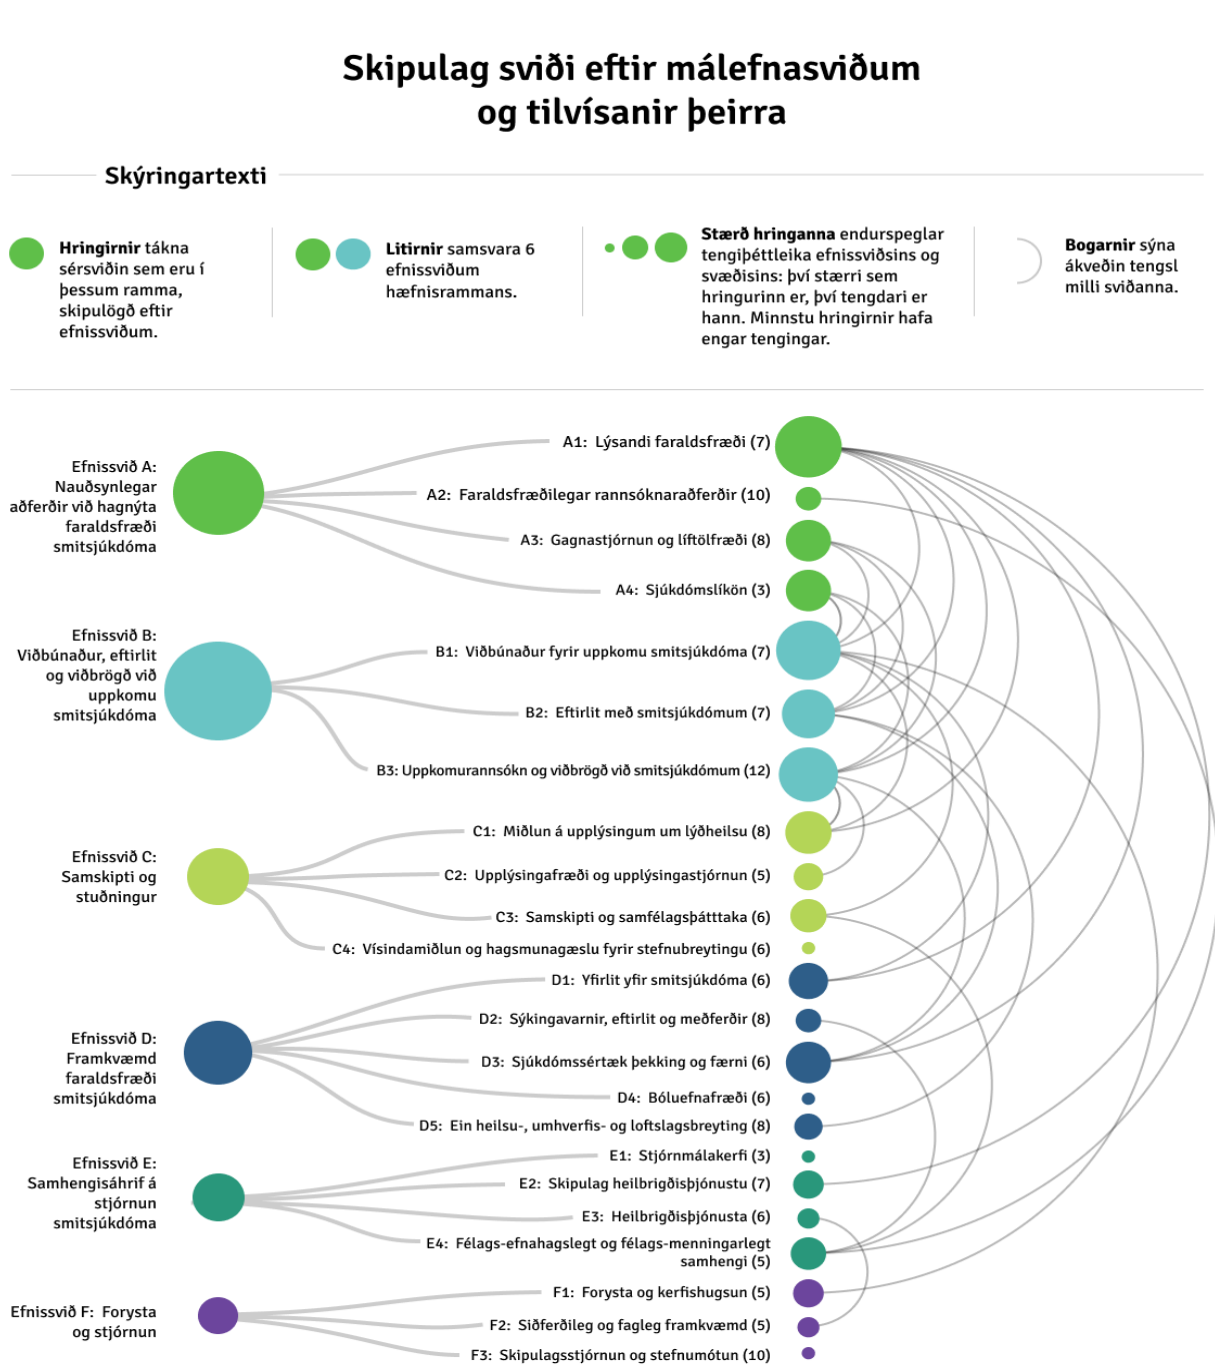 Skipulag sviði eftir málefnasviðum
og tilvísanir þeirra
Skýringartexti
Hringirnir tákna
sérsviðin sem eru í
þessum ramma,
skipulögð eftir
efnissviðum.
Litirnir samsvara 6
efnissviðum
hæfnisrammans.
Stærð hringanna endurspeglar
tengiþéttleika efnissviðsins og
svæðisins: því stærri sem
hringurinn er, því tengdari er
hann. Minnstu hringirnir hafa
engar tengingar.
Bogarnir sýna
ákveðin tengsl
milli sviðanna.
Efnissvið A:
Nauðsynlegar
aðferðir við hagnýta
faraldsfræði
smitsjúkdóma
A1: Lýsandi faraldsfræði (7)
A2: Faraldsfræðilegar rannsóknaraðferðir (10)
A3: Gagnastjórnun og líftölfræði (8)
A4: Sjúkdómslíkön (3)
Efnissvið B:
Viðbúnaður, eftirlit
og viðbrögð við
uppkomu
smitsjúkdóma
B1: Viðbúnaður fyrir uppkomu smitsjúkdóma (7)
B2: Eftirlit með smitsjúkdómum (7)
B3: Uppkomurannsókn og viðbrögð við smitsjúkdómum (12)
Efnissvið C:
Samskipti og
stuðningur
C1: Miðlun á upplýsingum um lýðheilsu (8)
C2: Upplýsingafræði og upplýsingastjórnun (5)
C3: Samskipti og samfélagsþátttaka (6)
C4: Vísindamiðlun og hagsmunagæslu fyrir stefnubreytingu (6)
Efnissvið D:
Framkvæmd
faraldsfræði
smitsjúkdóma
D1: Yfirlit yfir smitsjúkdóma (6)
D2: Sýkingavarnir, eftirlit og meðferðir (8)
D3: Sjúkdómssértæk þekking og færni (6)
D4: Bóluefnafræði (6)
D5: Ein heilsu-, umhverfis- og loftslagsbreyting (8)
Efnissvið E:
Samhengisáhrif á
stjórnun
smitsjúkdóma
E1: Stjórnmálakerfi (3)
E2: Skipulag heilbrigðisþjónustu (7)
E3: Heilbrigðisþjónusta (6)
E4: Félags-efnahagslegt og félags-menningarlegt
samhengi (5)
Efnissvið F: Forysta
og stjórnun
F1: Forysta og kerfishugsun (5)
F2: Siðferðileg og fagleg framkvæmd (5)
F3: Skipulagsstjórnun og stefnumótun (10)